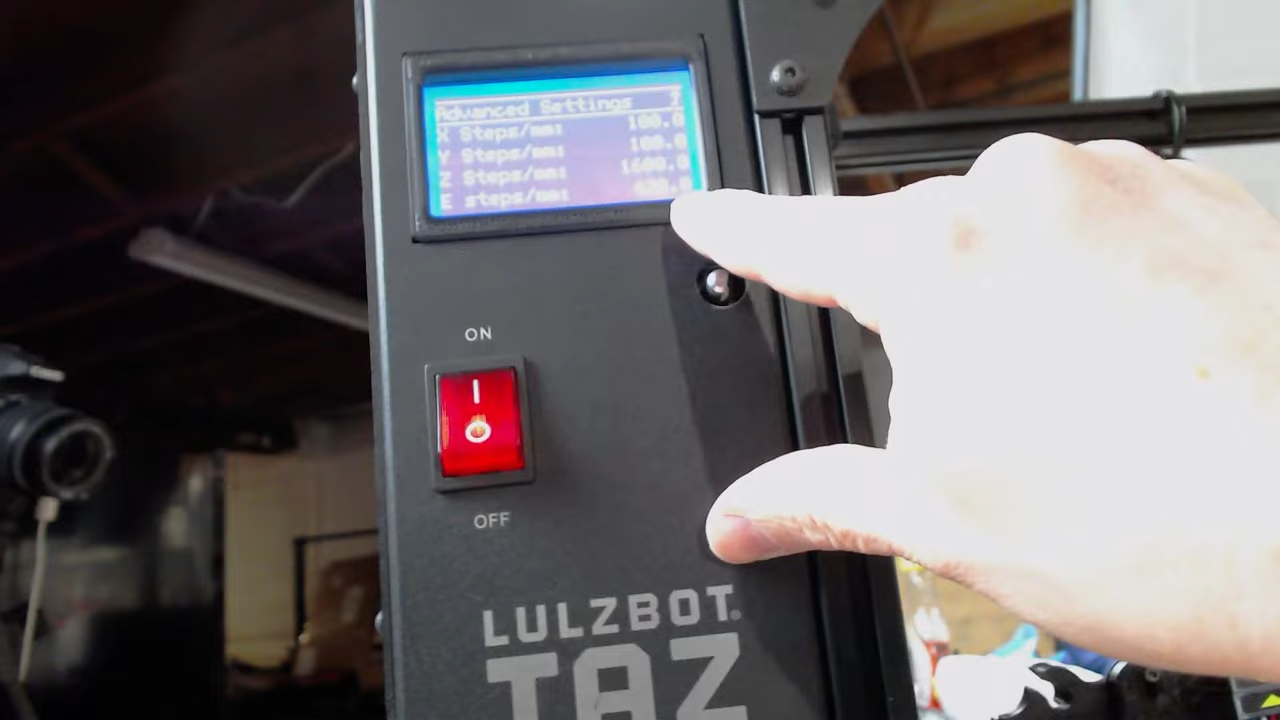 Advanced Settings
X Steps/mm: 100.0
Y Steps/mm: 100.0
Z Steps/mm: 1600.0
E steps/mm:
ON
OFF
LULZBOT®
TAZ